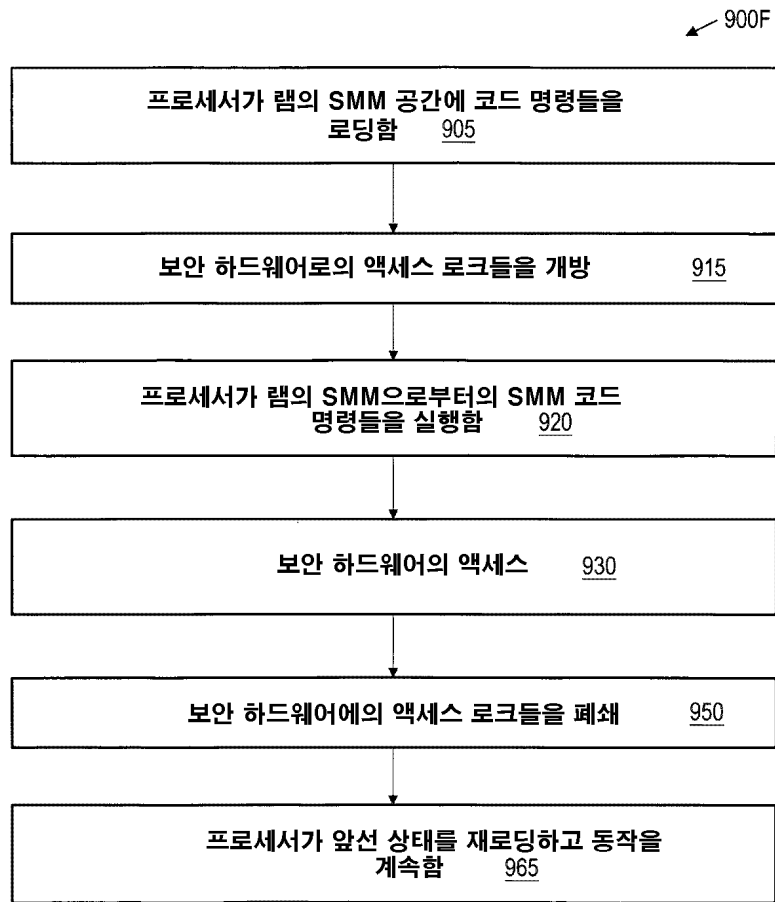 900F
프로세서가 램의 SMM 공간에 코드 명령들을
로딩함 905
보안 하드웨어로의 액세스 로크들을 개방 915
프로세서가 램의 SMM으로부터의 SMM 코드
명령들을 실행함 920
보안 하드웨어의 액세스 930
보안 하드웨어에의 액세스 로크들을 폐쇄 950
프로세서가 앞선 상태를 재로딩하고 동작을
계속함 965